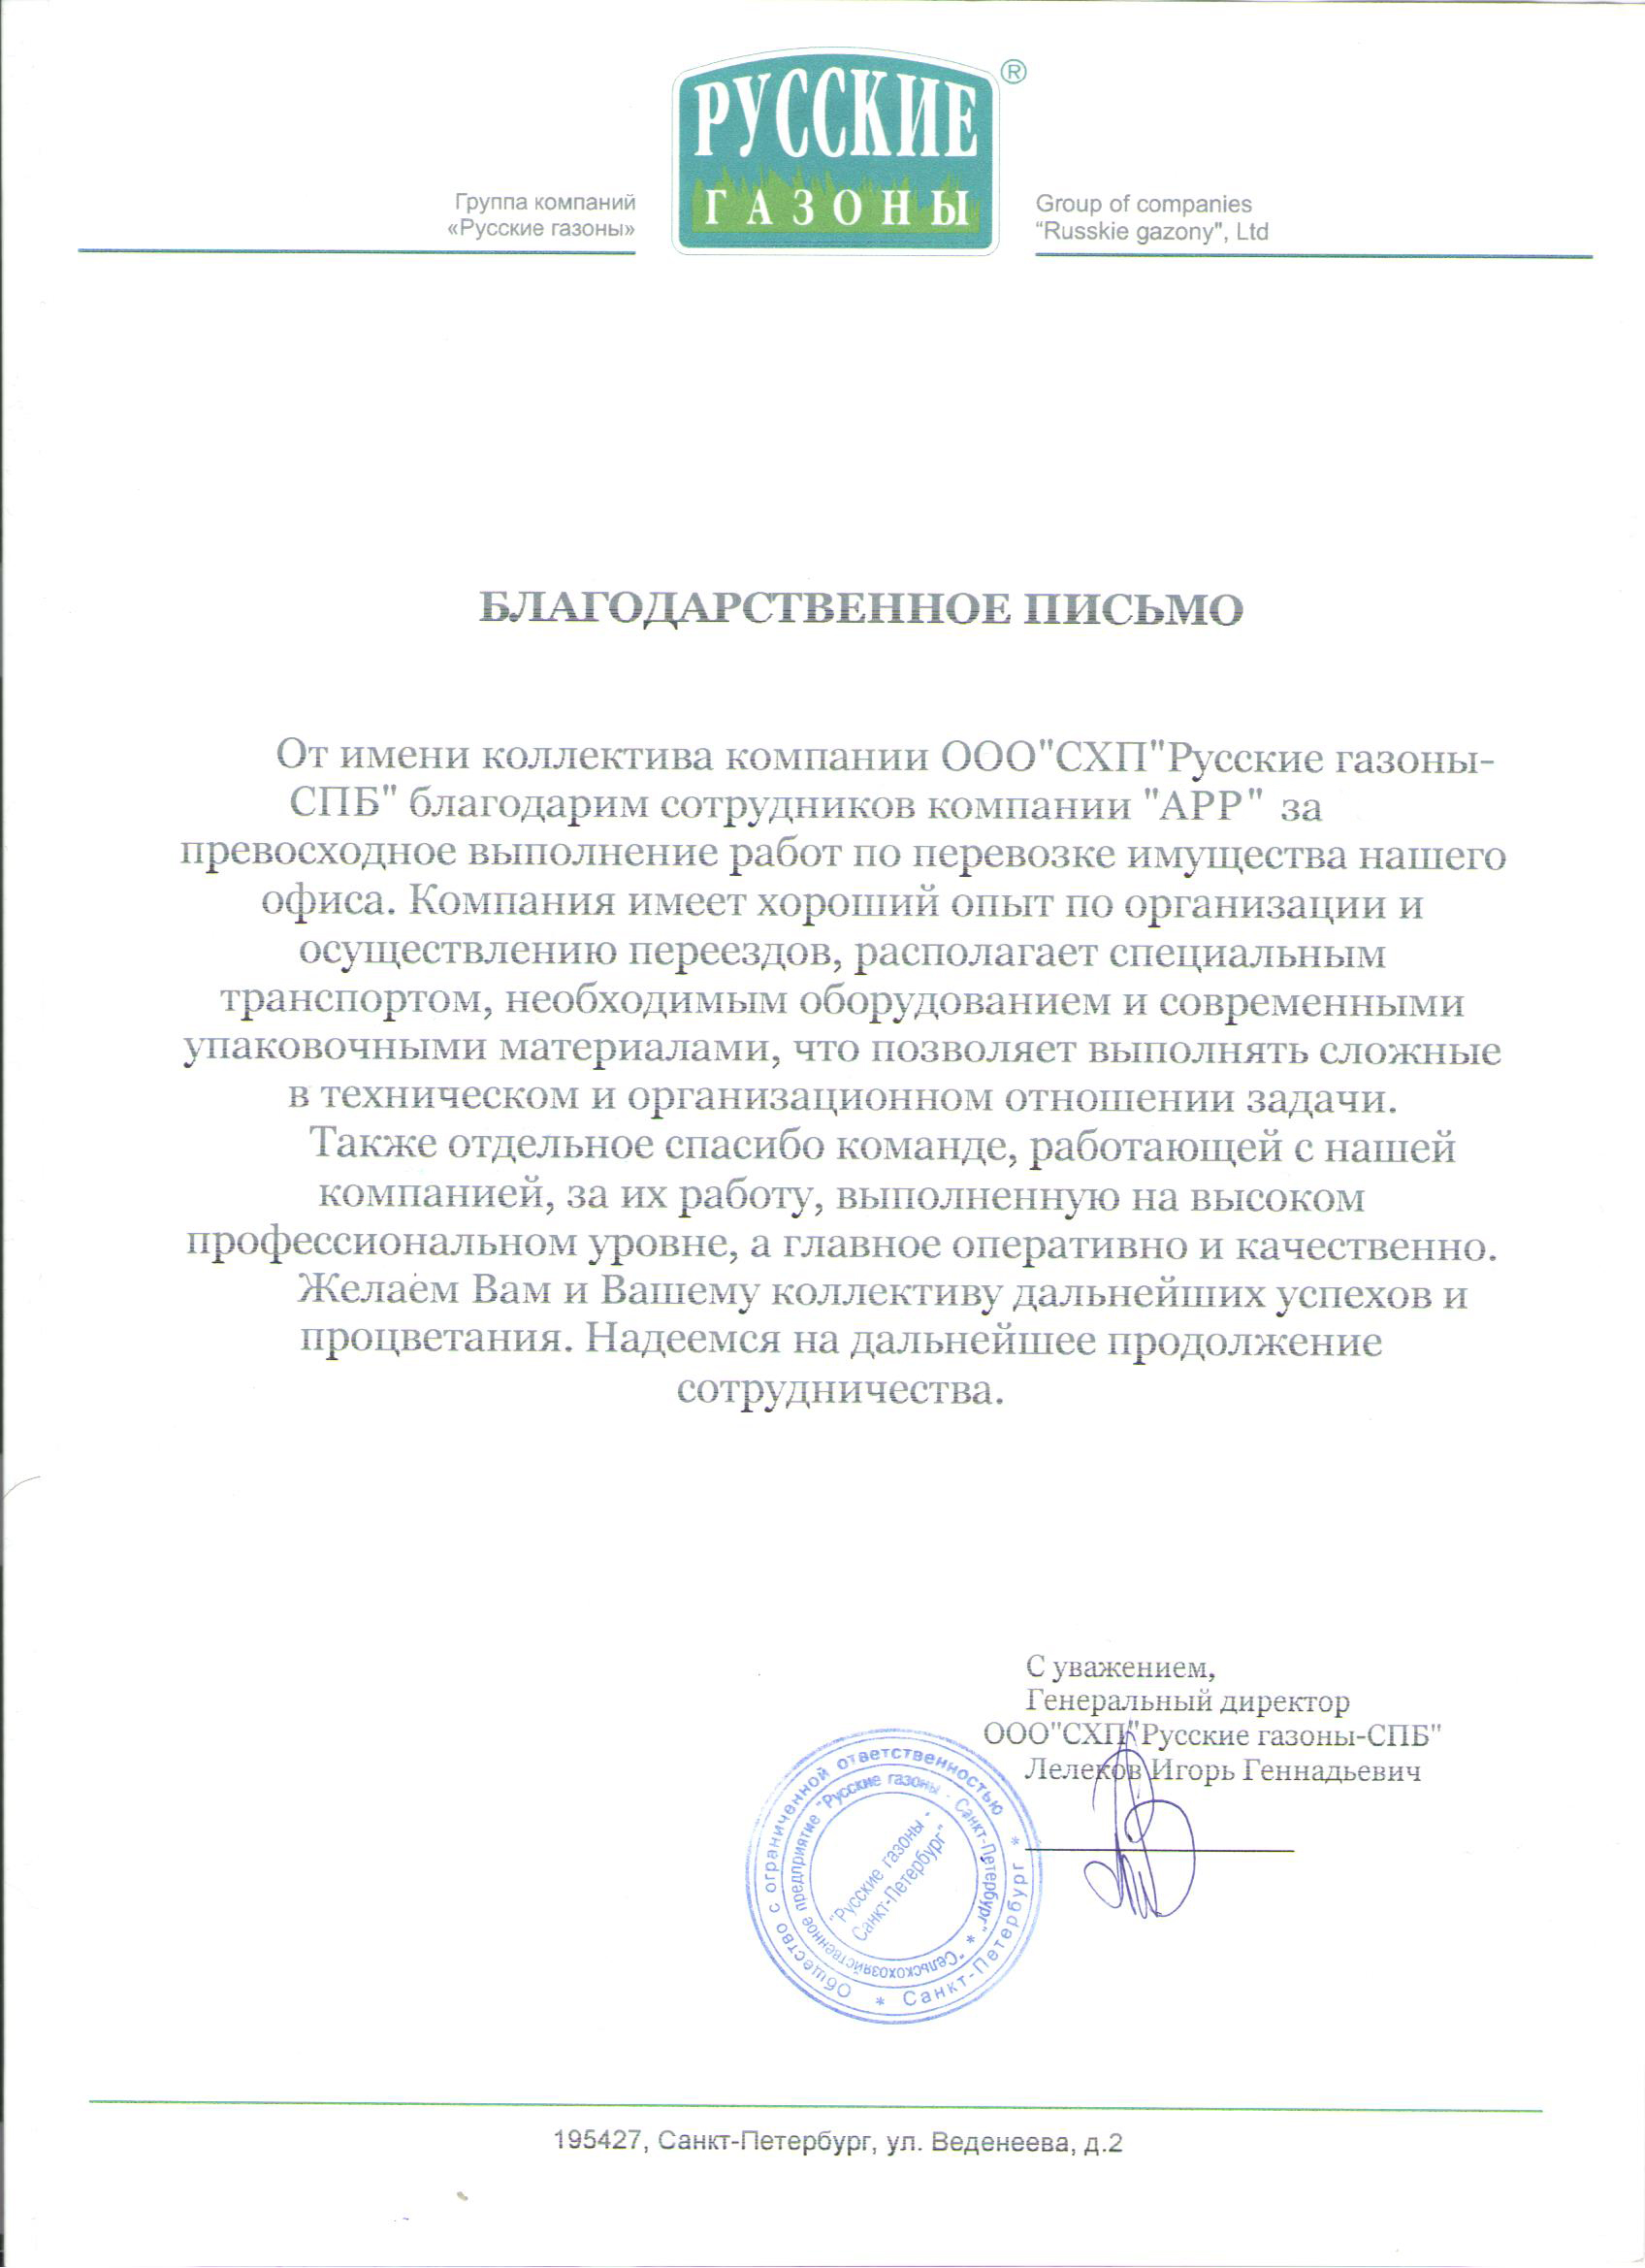 РУССКИЕ
ГАЗОНЫ
®
Группа компаний
«Русские газоны»
Group of companies
“Russkie gazony", Ltd
БЛАГОДАРСТВЕННОЕ ПИСЬМО
От имени коллектива компании ООО"СХП"Русские газоны-
СПБ" благодарим сотрудников компании "АРР" за
превосходное выполнение работ по перевозке имущества нашего
офиса. Компания имеет хороший опыт по организации и
осуществлению переездов, располагает специальным
транспортом, необходимым оборудованием и современными
упаковочными материалами, что позволяет выполнять сложные
в техническом и организационном отношении задачи.
Также отдельное спасибо команде, работающей с нашей
компанией, за их работу, выполненную на высоком
профессиональном уровне, а главное оперативно и качественно.
Желаем Вам и Вашему коллективу дальнейших успехов и
процветания. Надеемся на дальнейшее продолжение
сотрудничества.
С уважением,
Генеральный директор
ООО"СХП"Русские газоны-СПБ"
Лелеков Игорь Геннадьевич
Общество с ограниченной ответственностью * Санкт-Петербург *
"Сельскохозяйственное предприятие "Русские газоны - Санкт-Петербург" *
"Русские газоны -
Санкт-Петербург"
195427, Санкт-Петербург, ул. Веденеева, д.2